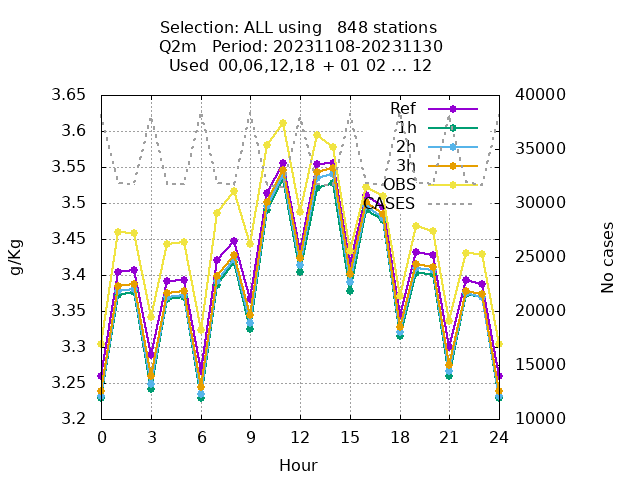 Selection: ALL using   848 stations
Q2m   Period: 20231108-20231130
Used  00,06,12,18 + 01 02 ... 12
3.65
3.6
3.55
3.5
3.45
3.4
3.35
3.3
3.25
3.2
g/Kg
40000
35000
30000
25000
20000
15000
10000
No cases
Ref
1h
2h
3h
OBS
CASES
0 3 6 9 12 15 18 21 24
Hour